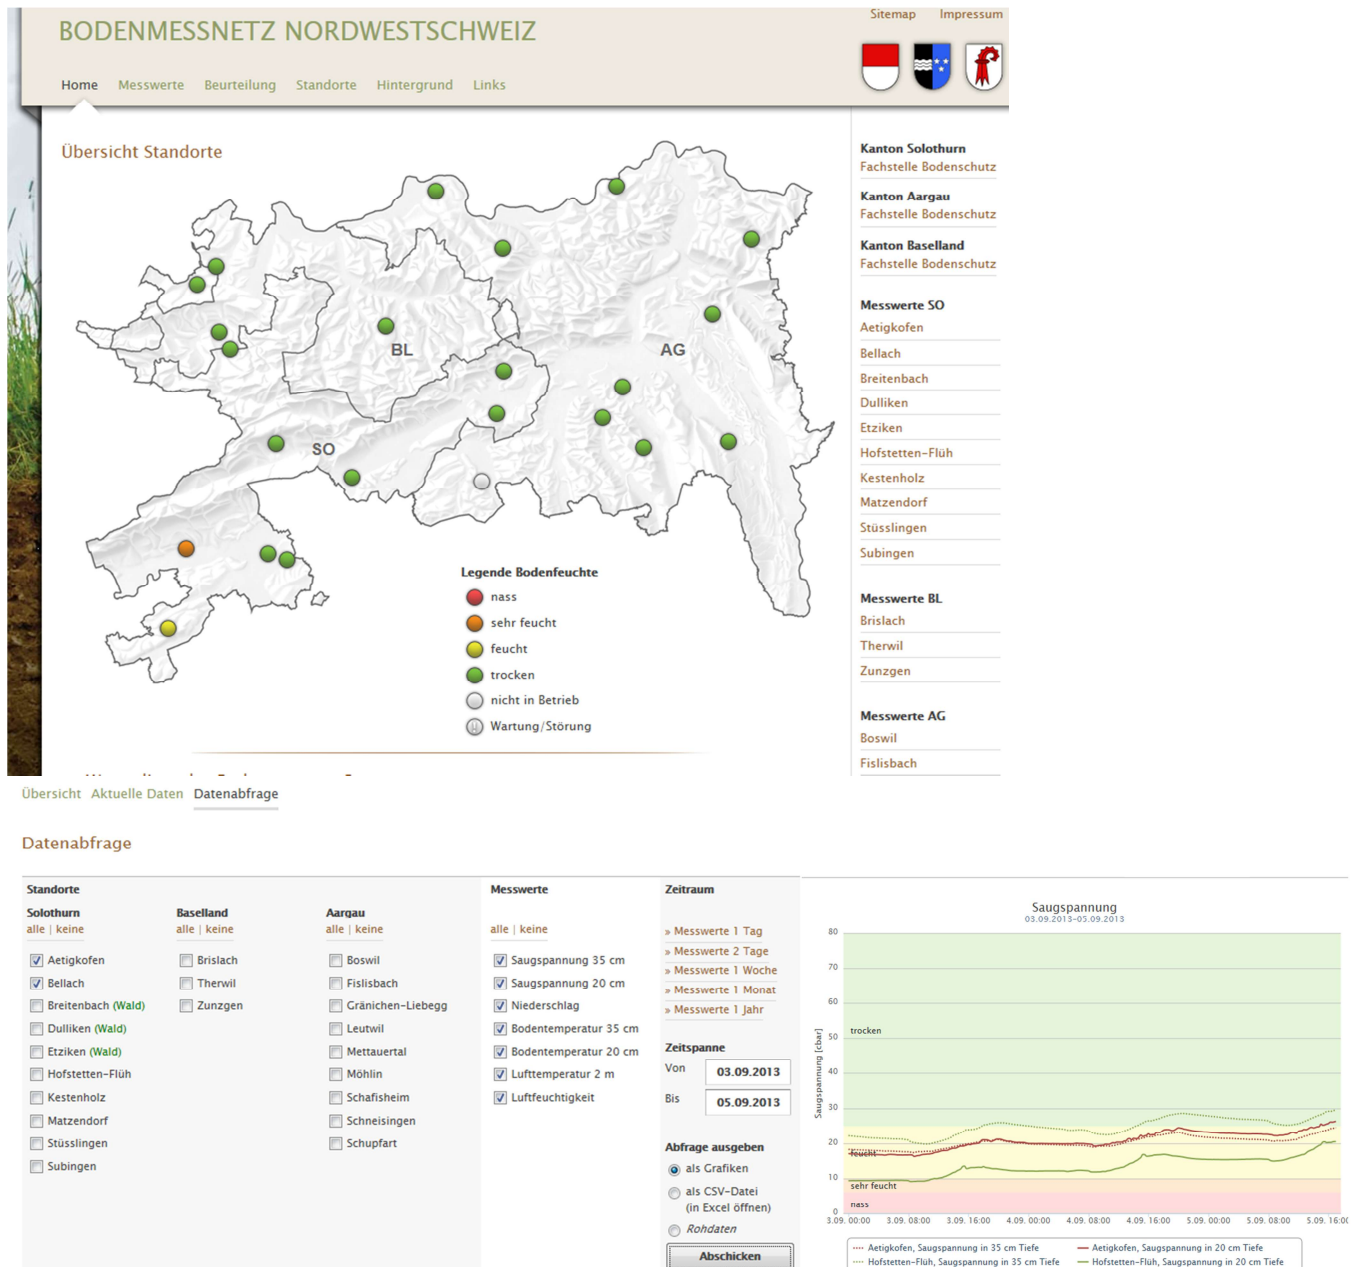 Sitemap Impressum
BODENMESSNETZ NORDWESTSCHWEIZ
Home Messwerte Beurteilung Standorte Hintergrund Links
Übersicht Standorte
BL
AG
SO
Legende Bodenfeuchte
nass
sehr feucht
feucht
trocken
nicht in Betrieb
Wartung/Störung
Kanton Solothurn
Fachstelle Bodenschutz
Kanton Aargau
Fachstelle Bodenschutz
Kanton Baselland
Fachstelle Bodenschutz
Messwerte SO
Aetigkofen
Bellach
Breitenbach
Dulliken
Etziken
Hofstetten-Flüh
Kestenholz
Matzendorf
Stüsslingen
Subingen
Messwerte BL
Brislach
Therwil
Zunzgen
Messwerte AG
Boswil
Fislisbach
Übersicht Aktuelle Daten Datenabfrage
Datenabfrage
Standorte
Solothurn
alle | keine
Aetigkofen
Bellach
Breitenbach (Wald)
Dulliken (Wald)
Etziken (Wald)
Hofstetten-Flüh
Kestenholz
Matzendorf
Stüsslingen
Subingen
Baselland
alle | keine
Brislach
Therwil
Zunzgen
Aargau
alle | keine
Boswil
Fislisbach
Gränichen-Liebegg
Leutwil
Mettauertal
Möhlin
Schafisheim
Schneisingen
Schupfart
Messwerte
alle | keine
Saugspannung 35 cm
Saugspannung 20 cm
Niederschlag
Bodentemperatur 35 cm
Bodentemperatur 20 cm
Lufttemperatur 2 m
Luftfeuchtigkeit
Zeitraum
» Messwerte 1 Tag
» Messwerte 2 Tage
» Messwerte 1 Woche
» Messwerte 1 Monat
» Messwerte 1 Jahr
Zeitspanne
Von 03.09.2013
Bis 05.09.2013
Abfrage ausgeben
als Grafiken
als CSV-Datei
(in Excel öffnen)
Rohdaten
Abschicken
Saugspannung
03.09.2013-05.09.2013
Saugspannung [cbar]
80
70
60
50
40
30
20
10
0
trocken
feucht
sehr feucht
nass
3.09. 00:00 3.09. 08:00 3.09. 16:00 4.09. 00:00 4.09. 08:00 4.09. 16:00 5.09. 00:00 5.09. 08:00 5.09. 16:00
Aetigkofen, Saugspannung in 35 cm Tiefe Aetigkofen, Saugspannung in 20 cm Tiefe
Hofstetten-Flüh, Saugspannung in 35 cm Tiefe Hofstetten-Flüh, Saugspannung in 20 cm Tiefe